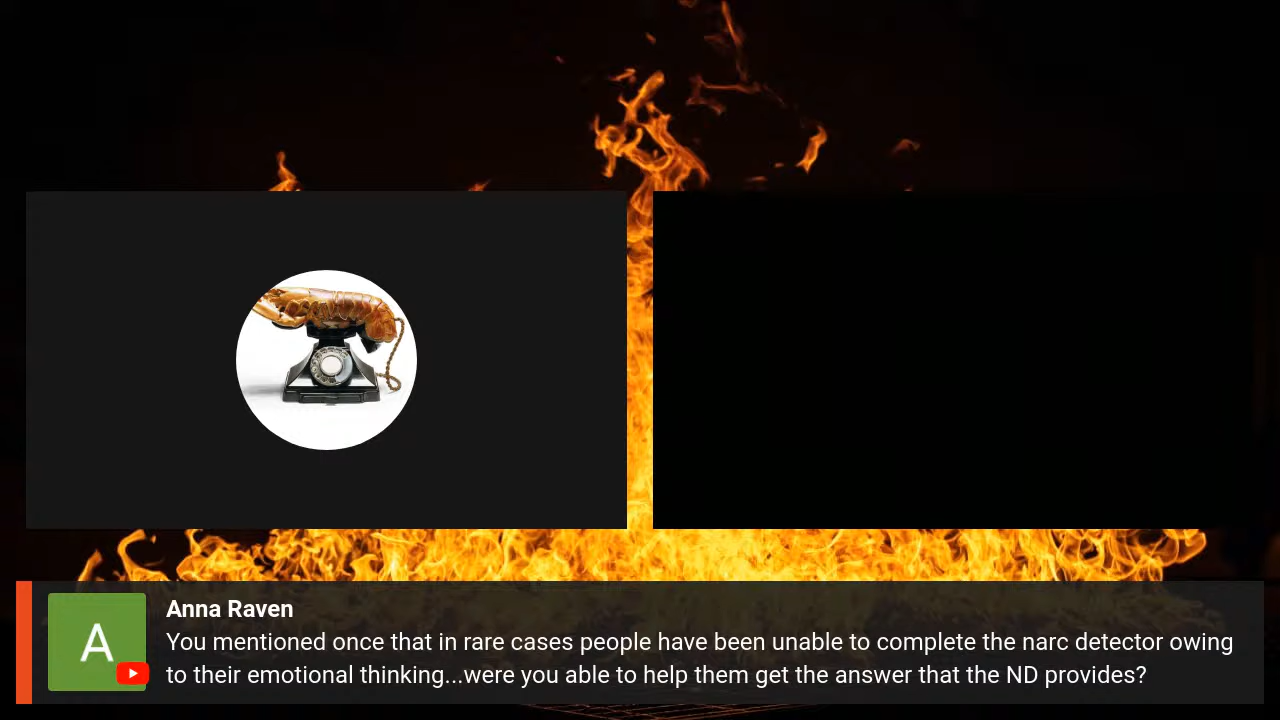 A
Anna Raven
You mentioned once that in rare cases people have been unable to complete the narc detector owing
to their emotional thinking...were you able to help them get the answer that the ND provides?